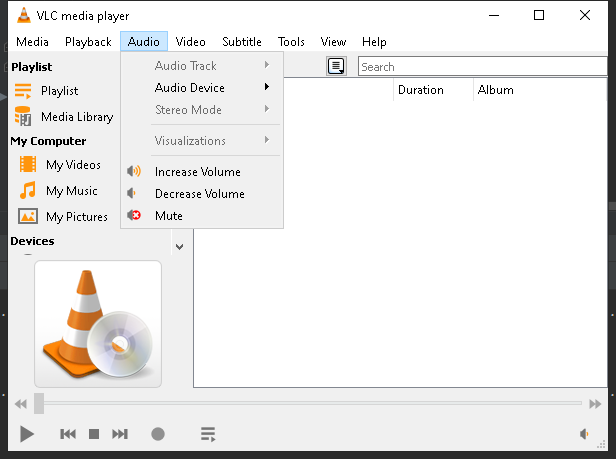 VLC media player
Media Playback Audio Video Subtitle Tools View Help
Playlist
Playlist
Media Library
My Computer
My Videos
My Music
My Pictures
Devices
Audio Track
Audio Device
Stereo Mode
Visualizations
Increase Volume
Decrease Volume
Mute
Search
Duration Album